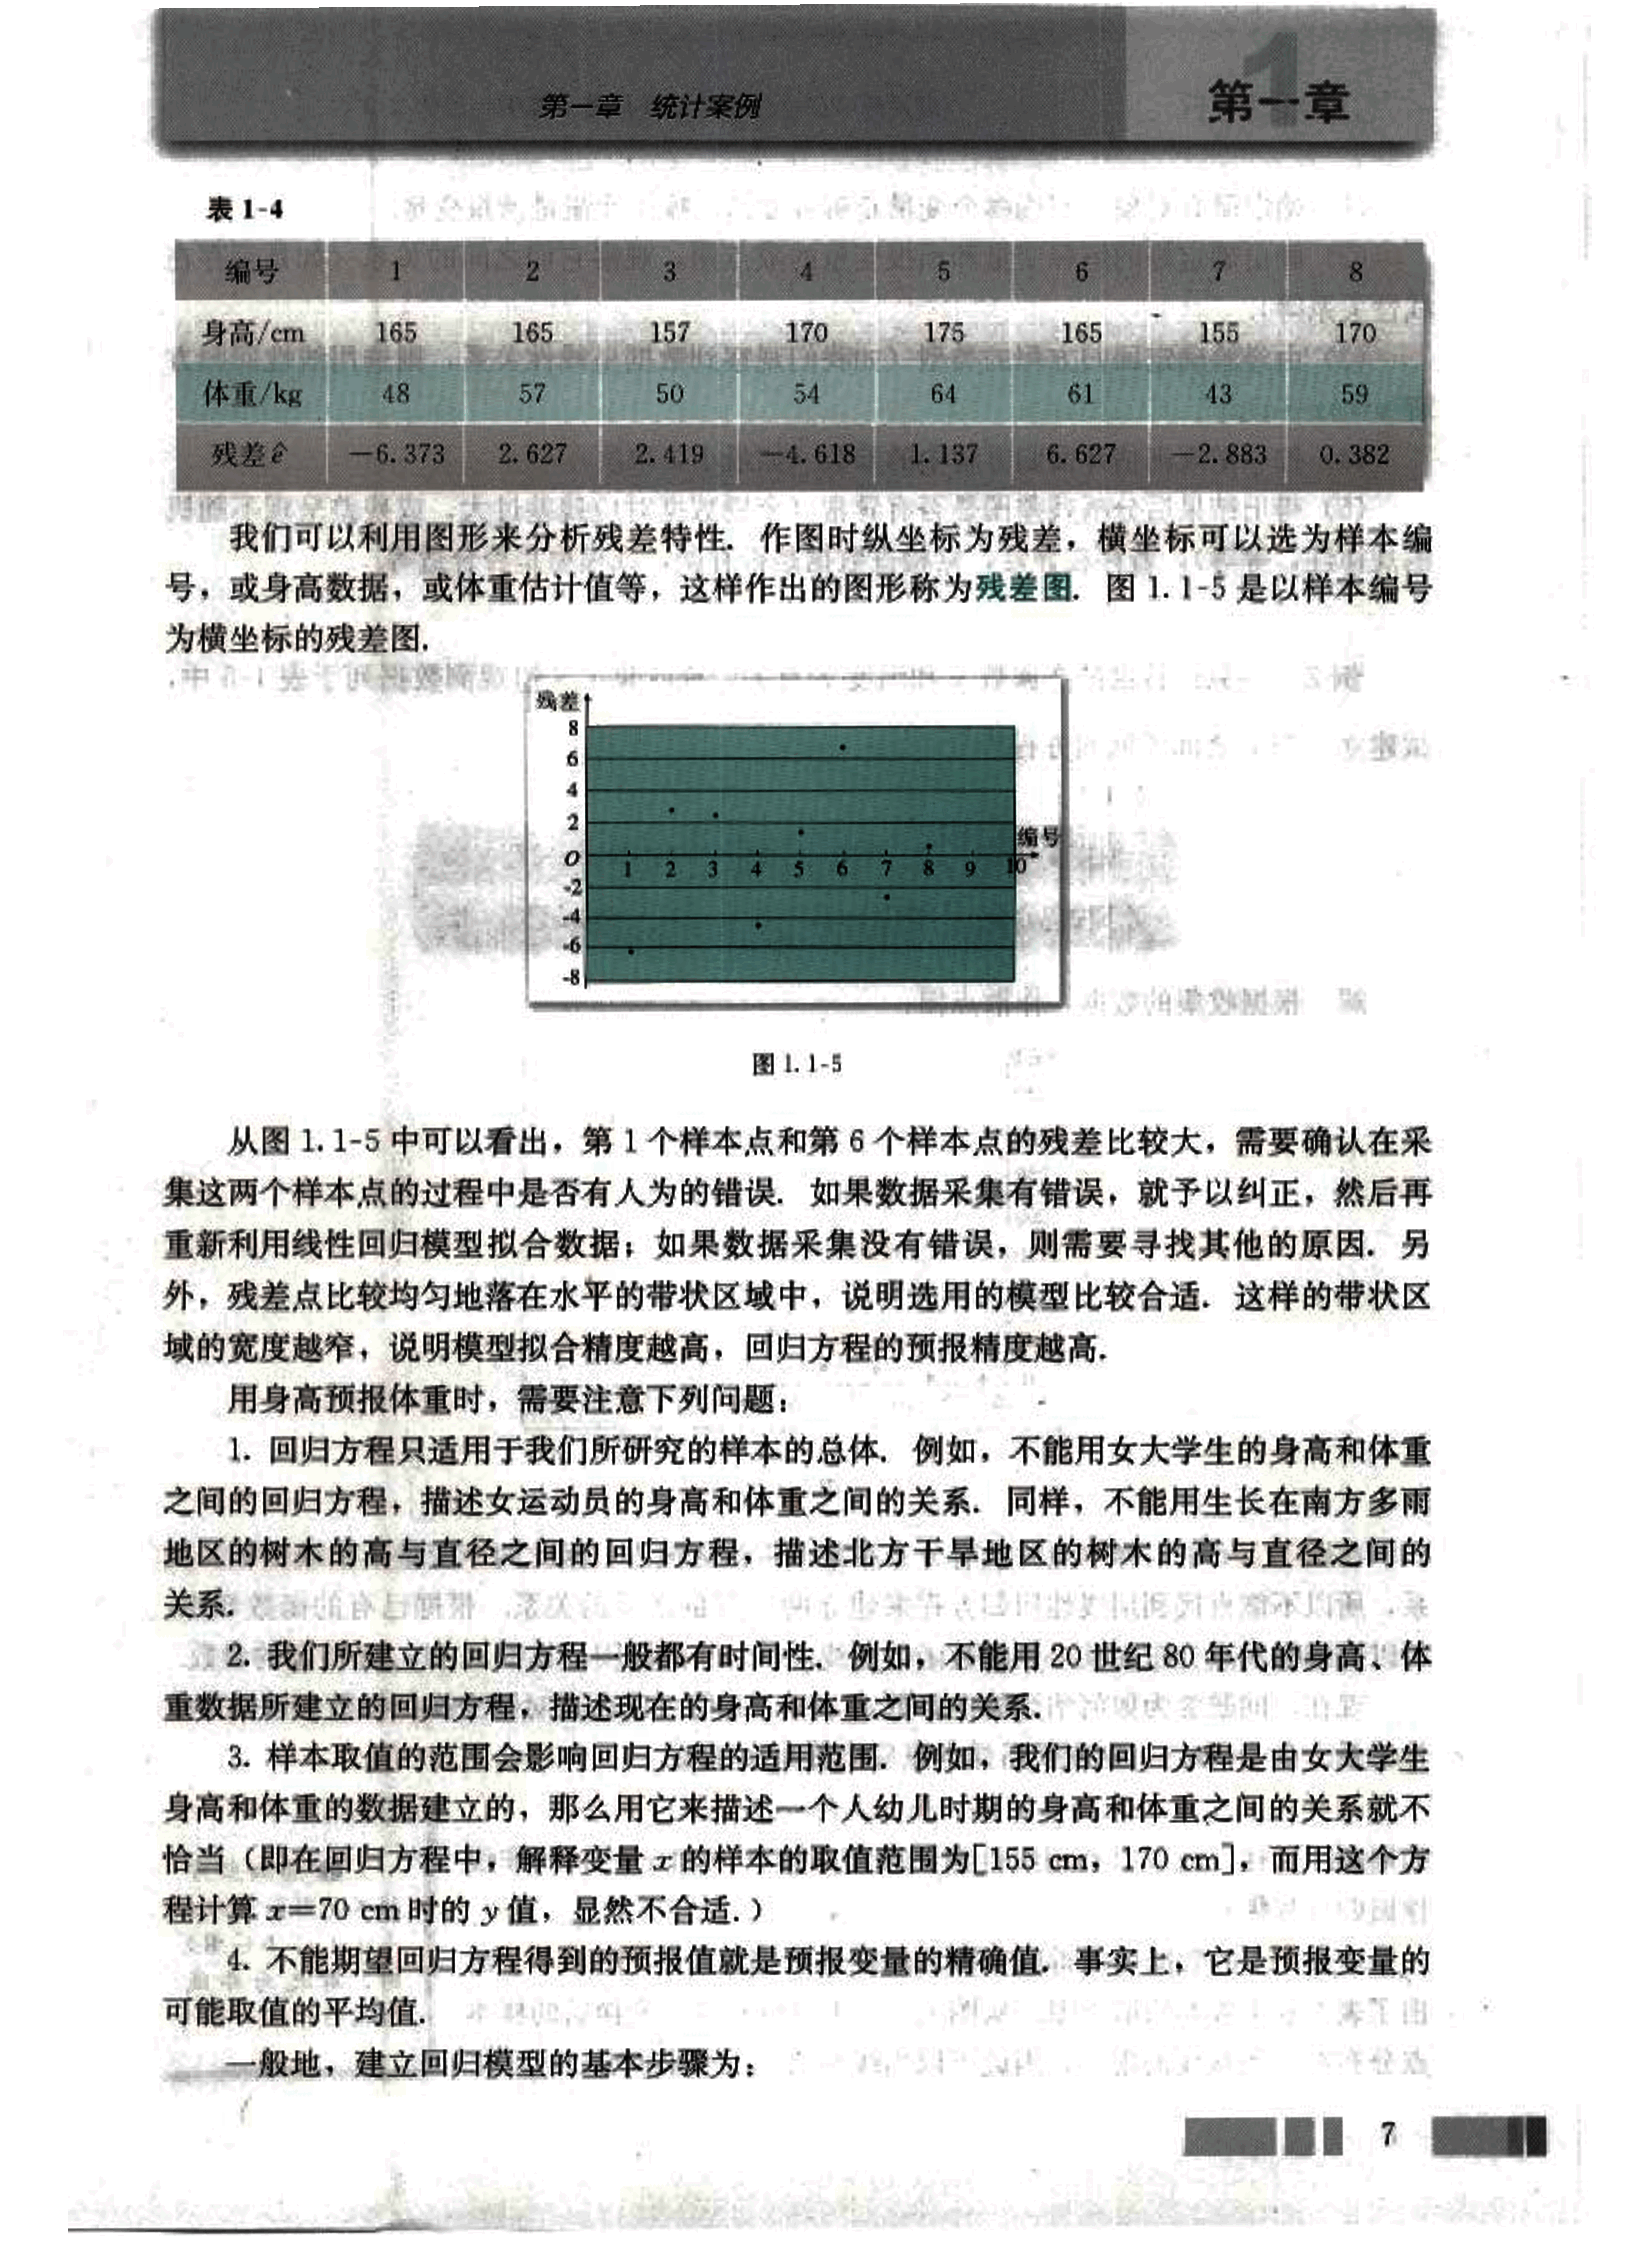 第一章 统计案例
第一章
表 1-4
编号 1 2 3 4 5 6 7 8
身高/cm 165 165 157 170 175 165 155 170
体重/kg 48 57 50 54 64 61 43 59
残差ê −6.373 2.627 2.419 −4.618 1.137 6.627 −2.883 0.382
我们可以利用图形来分析残差特性. 作图时纵坐标为残差，横坐标可以选为样本编
号，或身高数据，或体重估计值等，这样作出的图形称为残差图. 图 1.1-5 是以样本编号
为横坐标的残差图.
残差
8
6
4
2
O
-2
-4
-6
-8
1 2 3 4 5 6 7 8 9 10
编号
图 1.1-5
从图 1.1-5 中可以看出，第 1 个样本点和第 6 个样本点的残差比较大，需要确认在采
集这两个样本点的过程中是否有人为的错误. 如果数据采集有错误，就予以纠正，然后再
重新利用线性回归模型拟合数据；如果数据采集没有错误，则需要寻找其他的原因. 另
外，残差点比较均匀地落在水平的带状区域中，说明选用的模型比较合适. 这样的带状区
域的宽度越窄，说明模型拟合精度越高，回归方程的预报精度越高.
用身高预报体重时，需要注意下列问题：
1. 回归方程只适用于我们所研究的样本的总体. 例如，不能用女大学生的身高和体重
之间的回归方程，描述女运动员的身高和体重之间的关系. 同样，不能用生长在南方多雨
地区的树木的高与直径之间的回归方程，描述北方干旱地区的树木的高与直径之间的
关系.
2. 我们所建立的回归方程一般都有时间性. 例如，不能用 20 世纪 80 年代的身高、体
重数据所建立的回归方程，描述现在的身高和体重之间的关系.
3. 样本取值的范围会影响回归方程的适用范围. 例如，我们的回归方程是由女大学生
身高和体重的数据建立的，那么用它来描述一个人幼儿时期的身高和体重之间的关系就不
恰当（即在回归方程中，解释变量 x 的样本的取值范围为[155 cm，170 cm]，而用这个方
程计算 x=70 cm 时的 y 值，显然不合适.）
4. 不能期望回归方程得到的预报值就是预报变量的精确值. 事实上，它是预报变量的
可能取值的平均值.
一般地，建立回归模型的基本步骤为：
7